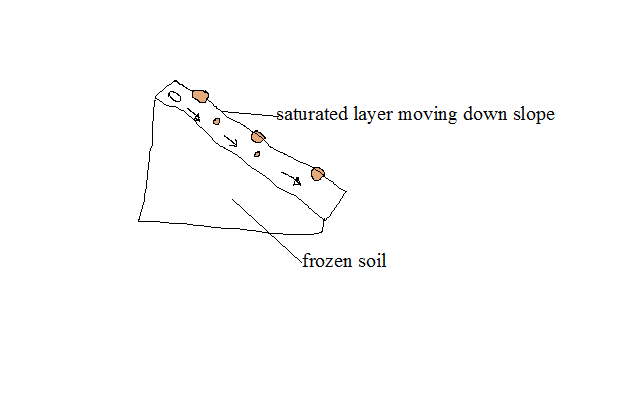 saturated layer moving down slope
frozen soil